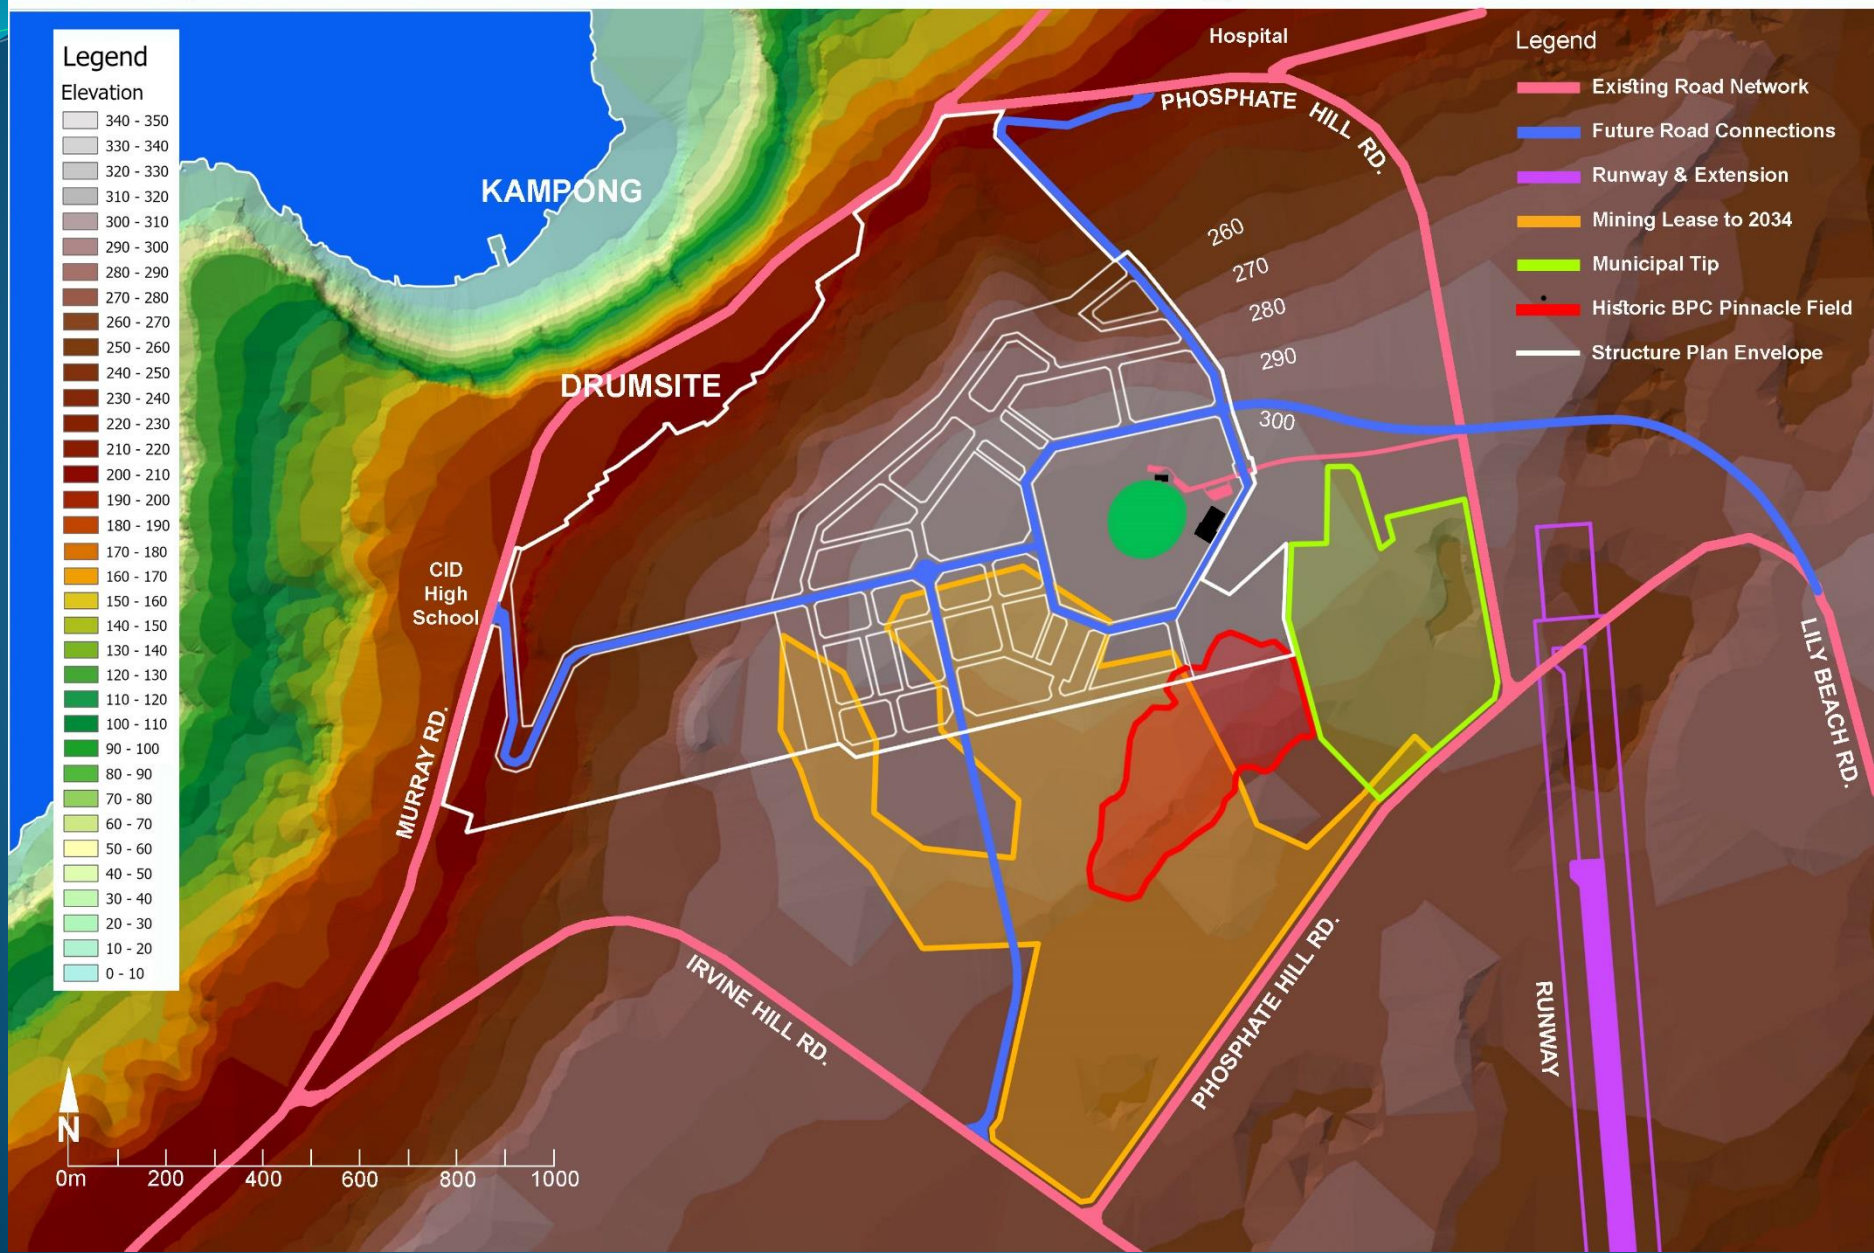 Legend
Elevation
340 - 350
330 - 340
320 - 330
310 - 320
300 - 310
290 - 300
280 - 290
270 - 280
260 - 270
250 - 260
240 - 250
230 - 240
220 - 230
210 - 220
200 - 210
190 - 200
180 - 190
170 - 180
160 - 170
150 - 160
140 - 150
130 - 140
120 - 130
110 - 120
100 - 110
90 - 100
80 - 90
70 - 80
60 - 70
50 - 60
40 - 50
30 - 40
20 - 30
10 - 20
0 - 10
N
0m 200 400 600 800 1000
KAMPONG
DRUMSITE
CID
High
School
MURRAY RD.
IRVINE HILL RD.
Hospital
PHOSPHATE HILL RD.
260
270
280
290
300
PHOSPHATE HILL RD.
RUNWAY
LILY BEACH RD.
Legend
Existing Road Network
Future Road Connections
Runway & Extension
Mining Lease to 2034
Municipal Tip
Historic BPC Pinnacle Field
Structure Plan Envelope